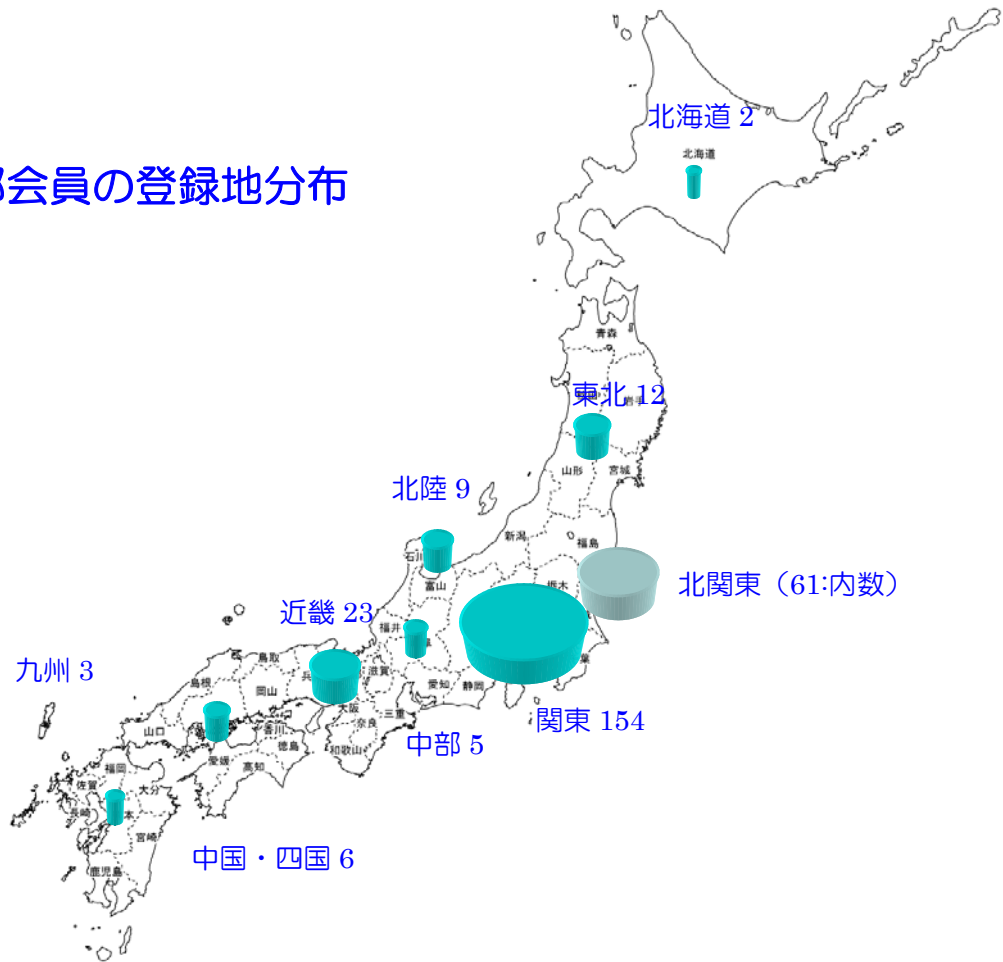 北海道 2
北海道
会員の登録地分布
青森
東北 12
岩手
山形
宮城
北陸 9
新潟
福島
石川
富山
栃木
北関東（61:内数）
近畿 23
福井
九州 3
鳥取
島根
岡山
滋賀
愛知
静岡
大阪
奈良
三重
関東 154
山口
香川
徳島
和歌山
中部 5
愛媛
高知
福岡
佐賀
大分
長崎
宮崎
中国・四国 6
鹿児島